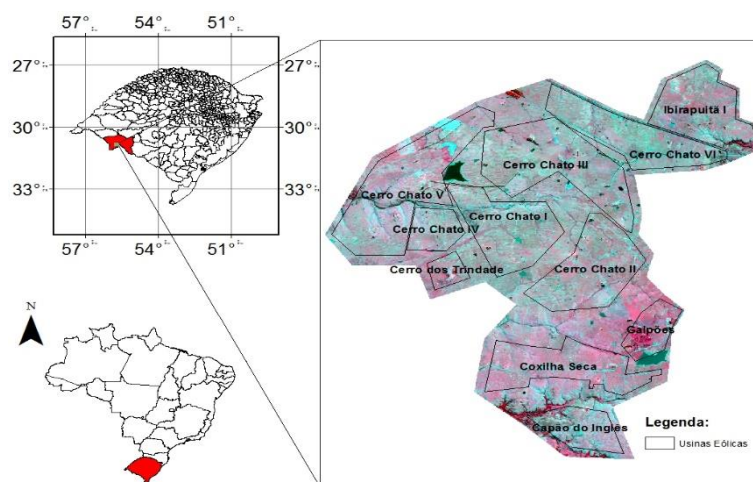 57° 54° 51°
27° 27°
30° 30°
33° 33°
57° 54° 51°
N
Ibirapuitã I
Cerro Chato VI
Cerro Chato III
Cerro Chato V
Cerro Chato I
Cerro Chato IV
Cerro dos Trindade
Cerro Chato II
Galpões
Coxilha Seca
Capão do Inglês
Legenda:
Usinas Eólicas